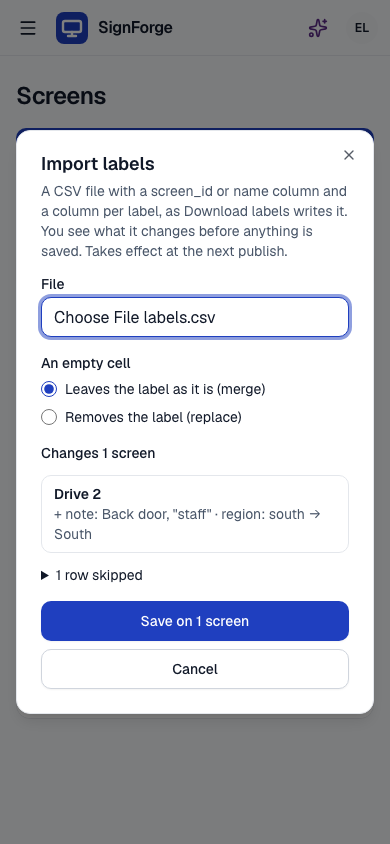 SignForge
EL
Screens
Import labels
A CSV file with a screen_id or name column and
a column per label, as Download labels writes it.
You see what it changes before anything is
saved. Takes effect at the next publish.
File
Choose File labels.csv
An empty cell
Leaves the label as it is (merge)
Removes the label (replace)
Changes 1 screen
Drive 2
+ note: Back door, "staff" · region: south →
South
1 row skipped
Save on 1 screen
Cancel